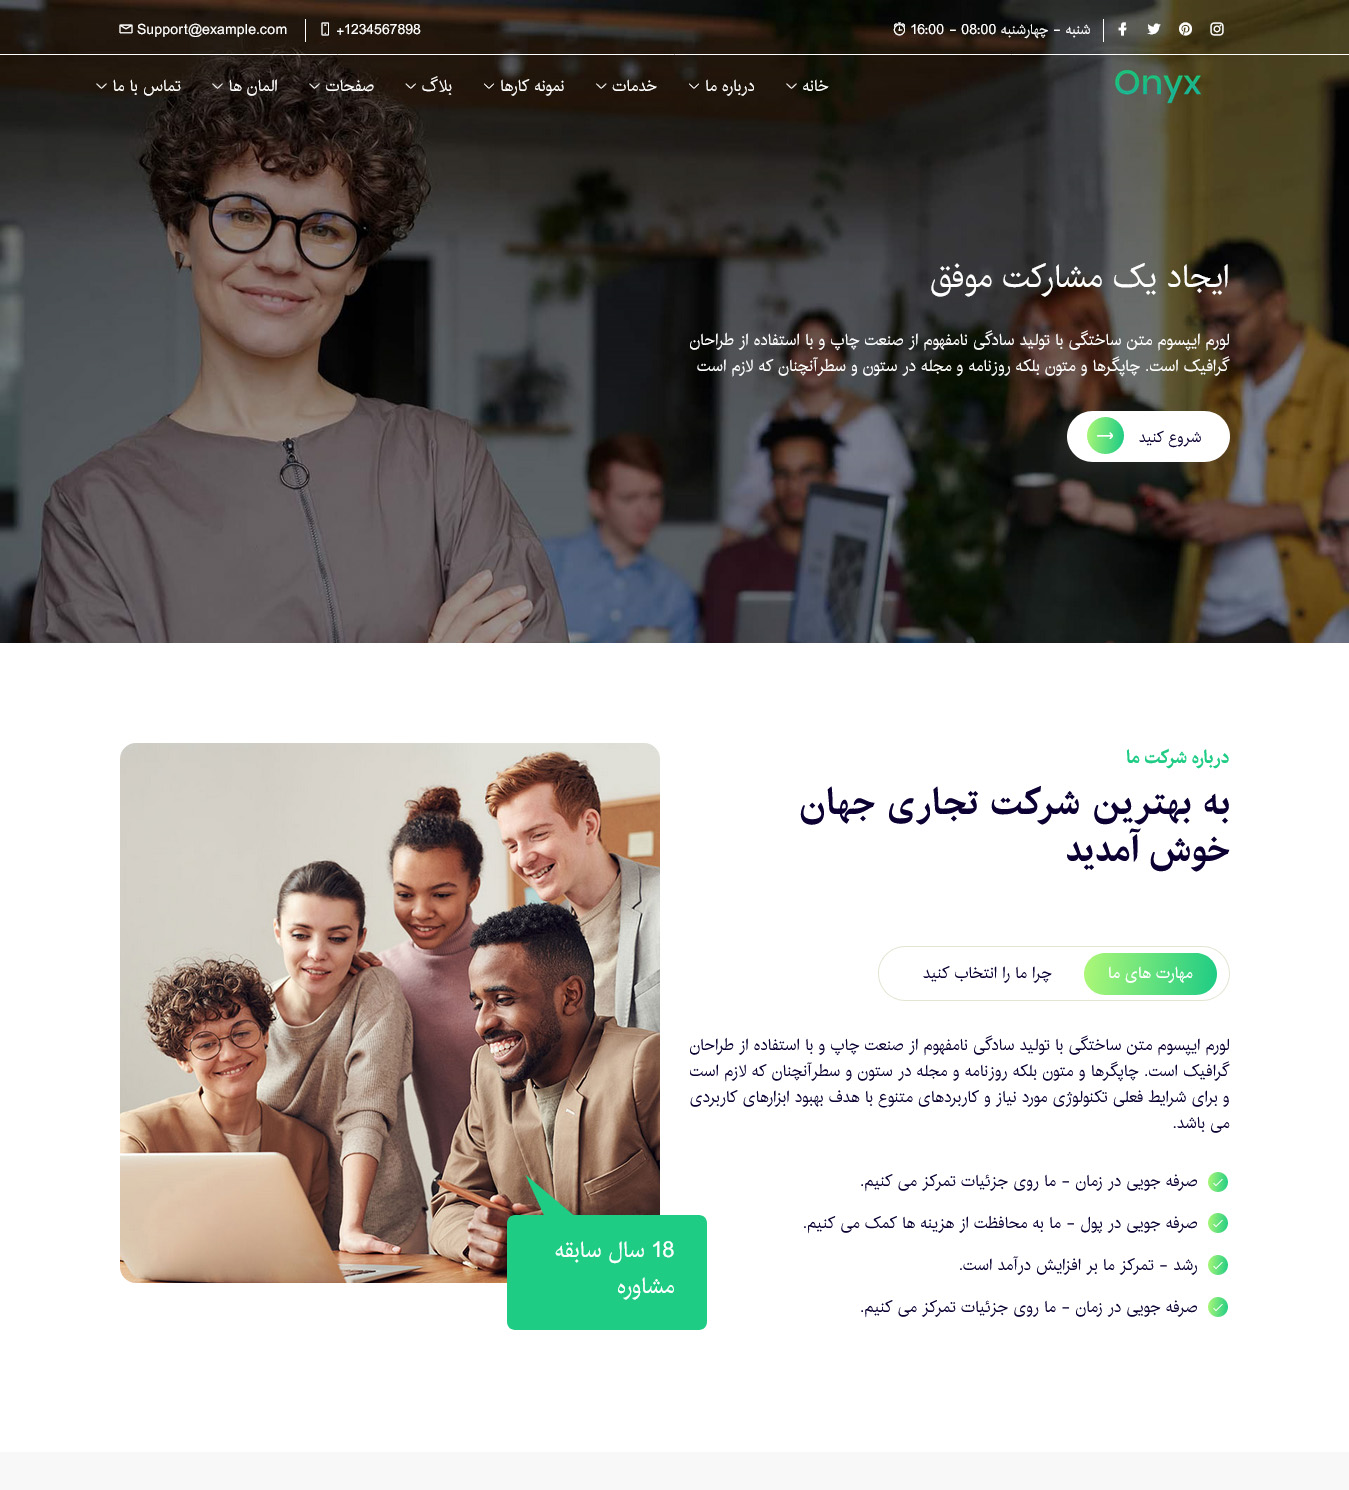 شنبه - چهارشنبه 08:00 - 16:00
+1234567898
Support@example.com
Onyx
خانه
درباره ما
خدمات
نمونه کارها
بلاگ
صفحات
المان ها
تماس با ما
ایجاد یک مشارکت موفق
لورم ایپسوم متن ساختگی با تولید سادگی نامفهوم از صنعت چاپ و با استفاده از طراحان
گرافیک است. چاپگرها و متون بلکه روزنامه و مجله در ستون و سطرآنچنان که لازم است
شروع کنید
درباره شرکت ما
به بهترین شرکت تجاری جهان
خوش آمدید
مهارت های ما
چرا ما را انتخاب کنید
لورم ایپسوم متن ساختگی با تولید سادگی نامفهوم از صنعت چاپ و با استفاده از طراحان
گرافیک است. چاپگرها و متون بلکه روزنامه و مجله در ستون و سطرآنچنان که لازم است
و برای شرایط فعلی تکنولوژی مورد نیاز و کاربردهای متنوع با هدف بهبود ابزارهای کاربردی
می باشد.
صرفه جویی در زمان - ما روی جزئیات تمرکز می کنیم.
صرفه جویی در پول - ما به محافظت از هزینه ها کمک می کنیم.
رشد - تمرکز ما بر افزایش درآمد است.
صرفه جویی در زمان - ما روی جزئیات تمرکز می کنیم.
18 سال سابقه
مشاوره